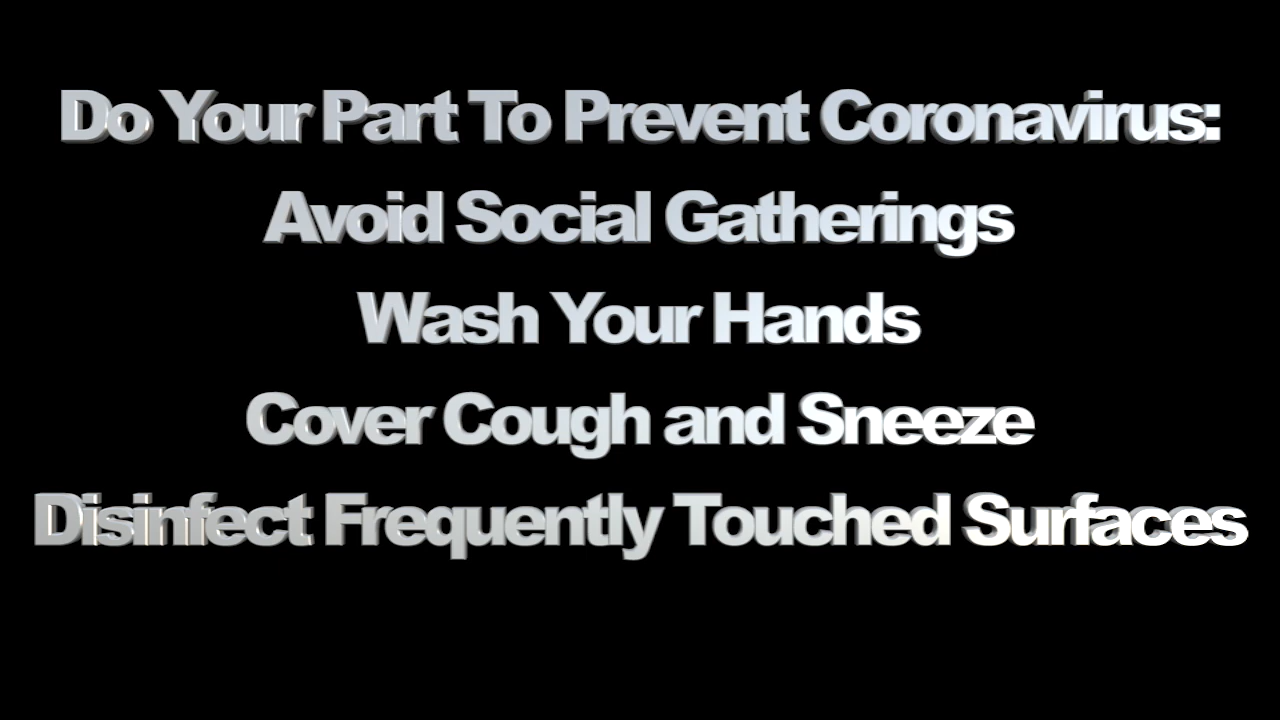 Do Your Part To Prevent Coronavirus:
Avoid Social Gatherings
Wash Your Hands
Cover Cough and Sneeze
Disinfect Frequently Touched Surfaces